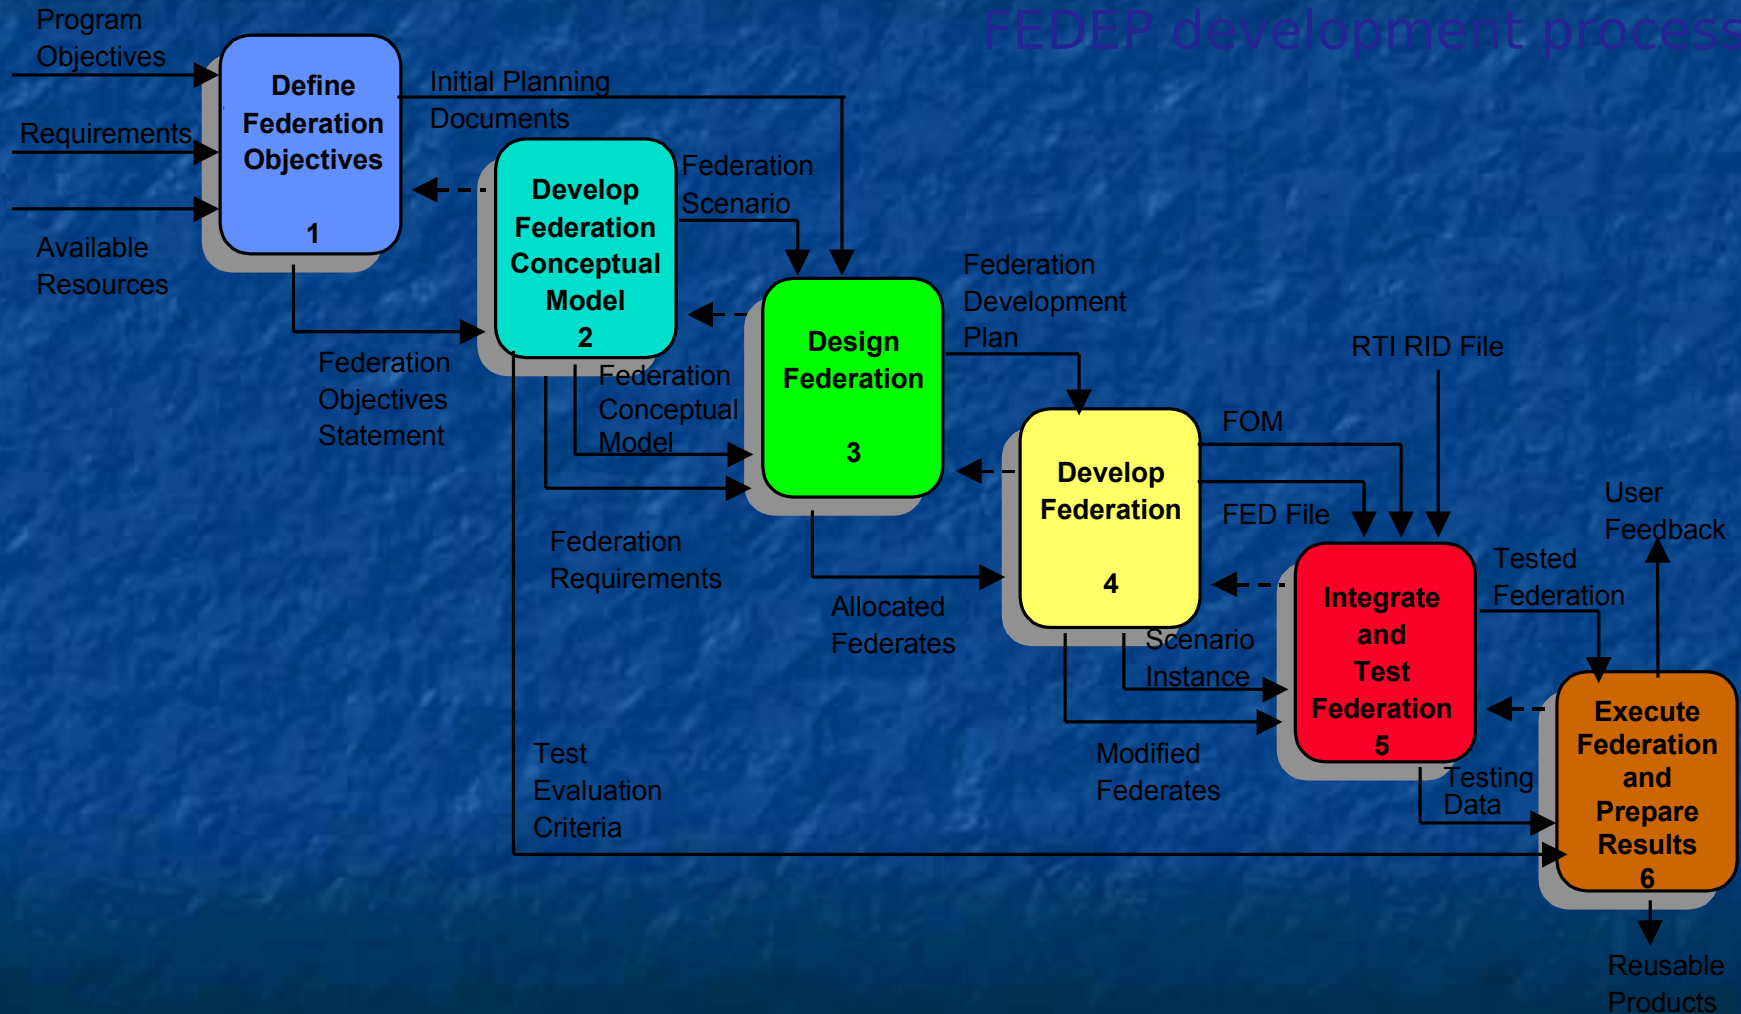 FEDEP development process
Program
Objectives
Requirements
Available
Resources
Define
Federation
Objectives
1
Initial Planning
Documents
Federation
Objectives
Statement
Develop
Federation
Conceptual
Model
2
Federation
Scenario
Federation
Conceptual
Model
Federation
Requirements
Test
Evaluation
Criteria
Design
Federation
3
Federation
Development
Plan
Allocated
Federates
Develop
Federation
4
FOM
FED File
RTI RID File
Scenario
Instance
Modified
Federates
Integrate
and
Test
Federation
5
Tested
Federation
Testing
Data
User
Feedback
Execute
Federation
and
Prepare
Results
6
Reusable
Products